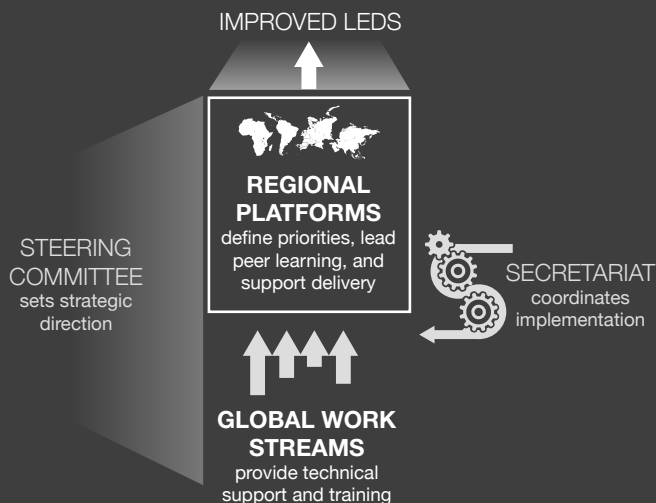 IMPROVED LEDS
REGIONAL
PLATFORMS
define priorities, lead
peer learning, and
support delivery
STEERING
COMMITTEE
sets strategic
direction
SECRETARIAT
coordinates
implementation
GLOBAL WORK
STREAMS
provide technical
support and training